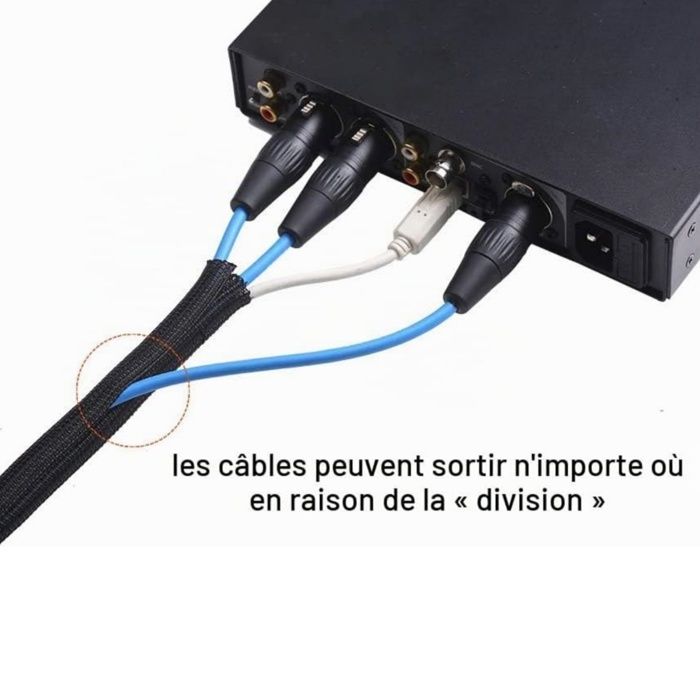 les câbles peuvent sortir n'importe où
en raison de la « division »